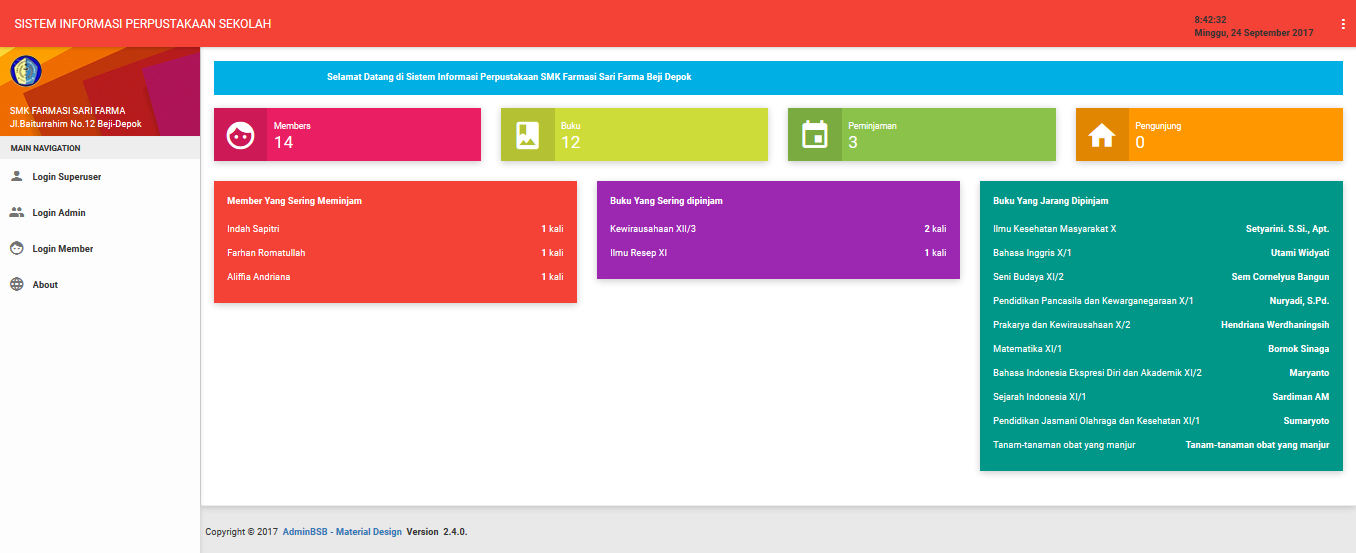 SISTEM INFORMASI PERPUSTAKAAN SEKOLAH
8:42:32
Minggu, 24 September 2017
SMK FARMASI SARI FARMA
Jl.Baiturrahim No.12 Beji-Depok
MAIN NAVIGATION
Login Superuser
Login Admin
Login Member
About
Selamat Datang di Sistem Informasi Perpustakaan SMK Farmasi Sari Farma Beji Depok
Members
14
Buku
12
Peminjaman
3
Pengunjung
0
Member Yang Sering Meminjam
Indah Sapitri 1 kali
Farhan Romatullah 1 kali
Aliffia Andriana 1 kali
Buku Yang Sering dipinjam
Kewirausahaan XII/3 2 kali
Ilmu Resep XI 1 kali
Buku Yang Jarang Dipinjam
Ilmu Kesehatan Masyarakat X Setyarini. S.Si., Apt.
Bahasa Inggris X/1 Utami Widyati
Seni Budaya XI/2 Sem Cornelyus Bangun
Pendidikan Pancasila dan Kewarganegaraan X/1 Nuryadi, S.Pd.
Prakarya dan Kewirausahaan X/2 Hendriana Werdhaningsih
Matematika XI/1 Bornok Sinaga
Bahasa Indonesia Ekspresi Diri dan Akademik XI/2 Maryanto
Sejarah Indonesia XI/1 Sardiman AM
Pendidikan Jasmani Olahraga dan Kesehatan XI/1 Sumaryoto
Tanam-tanaman obat yang manjur Tanam-tanaman obat yang manjur
Copyright © 2017 AdminBSB - Material Design Version 2.4.0.